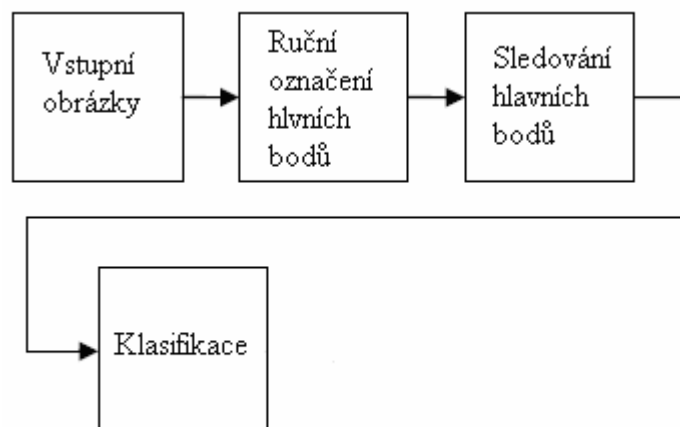 Vstupní
obrázky
Ruční
označení
hlvních
bodů
Sledování
hlavních
bodů
Klasifikace